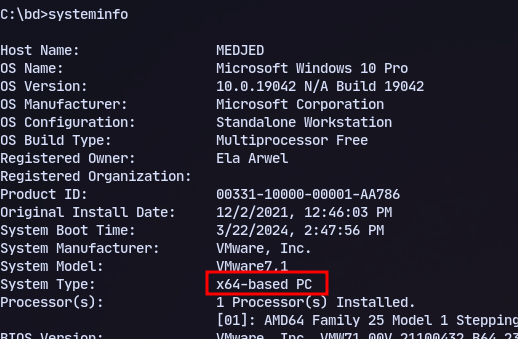 C:\bd>systeminfo
Host Name: MEDJED
OS Name: Microsoft Windows 10 Pro
OS Version: 10.0.19042 N/A Build 19042
OS Manufacturer: Microsoft Corporation
OS Configuration: Standalone Workstation
OS Build Type: Multiprocessor Free
Registered Owner: Ela Arwel
Registered Organization:
Product ID: 00331-10000-00001-AA786
Original Install Date: 12/2/2021, 12:46:03 PM
System Boot Time: 3/22/2024, 2:47:56 PM
System Manufacturer: VMware, Inc.
System Model: VMware7,1
System Type: x64-based PC
Processor(s): 1 Processor(s) Installed.
[01]: AMD64 Family 25 Model 1 Stepping
BIOS Version: VMware, Inc. VMW71.00V.21100432.B64.23